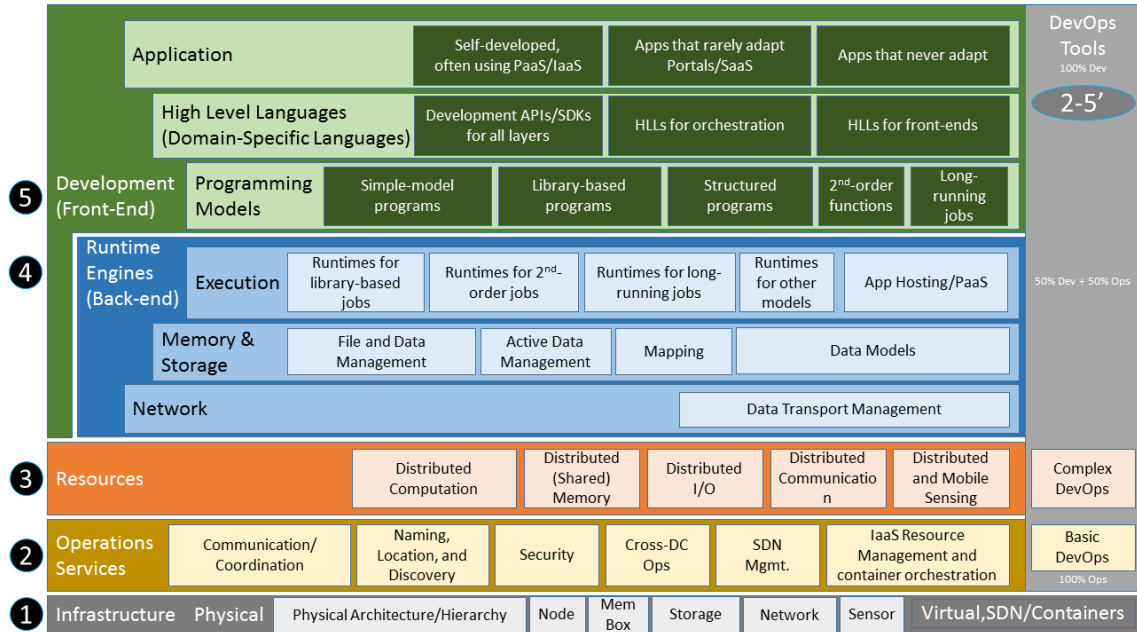 DevOps
Tools
100% Dev
2-5’
Application
Self-developed,
often using PaaS/IaaS
Apps that rarely adapt
Portals/SaaS
Apps that never adapt
High Level Languages
(Domain-Specific Languages)
Development APIs/SDKs
for all layers
HLLs for orchestration
HLLs for front-ends
5
Development
(Front-End)
Programming
Models
Simple-model
programs
Library-based
programs
Structured
programs
2nd-order
functions
Long-
running
jobs
4
Runtime
Engines
(Back-end)
Execution
Runtimes for
library-based
jobs
Runtimes for 2nd-
order jobs
Runtimes for long-
running jobs
Runtimes
for other
models
App Hosting/PaaS
50% Dev + 50% Ops
Memory &
Storage
File and Data
Management
Active Data
Management
Mapping
Data Models
Network
Data Transport Management
3
Resources
Distributed
Computation
Distributed
(Shared)
Memory
Distributed
I/O
Distributed
Communicatio
n
Distributed
and Mobile
Sensing
Complex
DevOps
2
Operations
Services
Communication/
Coordination
Naming,
Location, and
Discovery
Security
Cross-DC
Ops
SDN
Mgmt.
IaaS Resource
Management and
container orchestration
Basic
DevOps
100% Ops
1
Infrastructure
Physical
Physical Architecture/Hierarchy
Node
Mem
Box
Storage
Network
Sensor
Virtual,SDN/Containers